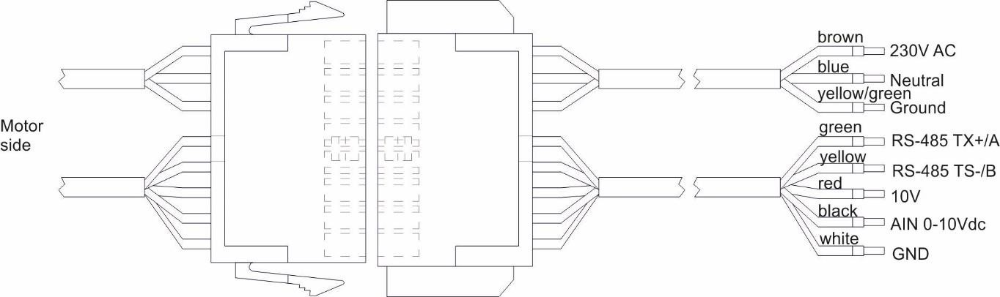 brown
230V AC
blue
Neutral
yellow/green
Ground
Motor
side
green
RS-485 TX+/A
yellow
RS-485 TS-/B
red
10V
black
AIN 0-10Vdc
white
GND